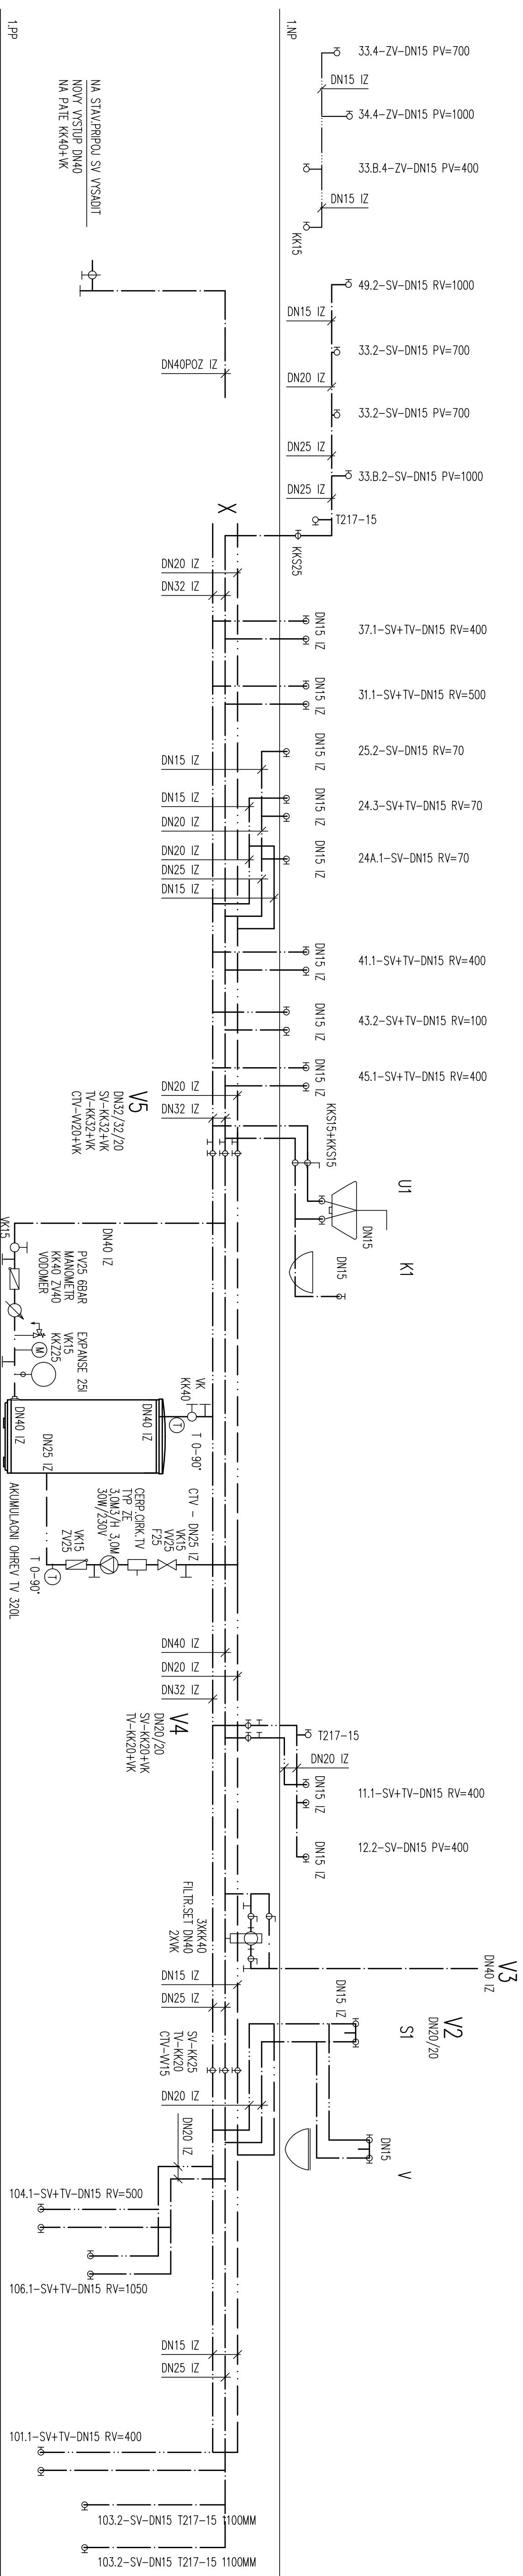 1.PP
1.NP
33.4-ZV-DN15 PV=700
DN15 IZ
34.4-ZV-DN15 PV=1000
33.B.4-ZV-DN15 PV=400
DN15 IZ
KK15
NA STAV.PRIPOJ SV VYSADIT
NOVY VYSTUP DN40
NA PATE KK40+VK
49.2-SV-DN15 RV=1000
DN15 IZ
33.2-SV-DN15 PV=700
DN40POZ IZ
DN20 IZ
33.2-SV-DN15 PV=700
DN25 IZ
33.B.2-SV-DN15 PV=1000
DN25 IZ
T217-15
X
KKS25
DN20 IZ
DN32 IZ
DN15 IZ
37.1-SV+TV-DN15 RV=400
DN15 IZ
31.1-SV+TV-DN15 RV=500
DN15 IZ
25.2-SV-DN15 RV=70
DN15 IZ
DN15 IZ
DN15 IZ
24.3-SV+TV-DN15 RV=70
DN20 IZ
DN20 IZ
DN15 IZ
24A.1-SV-DN15 RV=70
DN25 IZ
DN15 IZ
DN15 IZ
41.1-SV+TV-DN15 RV=400
DN15 IZ
43.2-SV+TV-DN15 RV=100
DN15 IZ
45.1-SV+TV-DN15 RV=400
DN20 IZ
DN32 IZ
V5
DN32/32/20
SV-KK32+VK
TV-KK32+VK
CTV-VV20+VK
KKS15+KKS15
U1
DN15
K1
DN15
DN40 IZ
VK15
PV25 6BAR
MANOMETR
KK40 ZV40
VODOMER
EXPANSE 25l
VK15
KKZ25
M
VK
KK40
T 0-90°
T
DN40 IZ
DN40 IZ
DN25 IZ
AKUMULACNI OHREV TV 320L
CTV - DN25 IZ
VK15
VV25
F25
CERP.CIRK.TV
TYP ZE
3,0M3/H 3,0M
30W/230V
VK15
ZV25
T 0-90°
T
DN40 IZ
DN20 IZ
DN32 IZ
V4
DN20/20
SV-KK20+VK
TV-KK20+VK
T217-15
DN20 IZ
DN15 IZ
11.1-SV+TV-DN15 RV=400
DN15 IZ
12.2-SV-DN15 PV=400
3XKK40
FILTR.SET DN40
2XVK
V3
DN40 IZ
DN15 IZ
DN25 IZ
V2
DN20/20
DN15 IZ
S1
SV-KK25
TV-KK20
CTV-VV15
DN20 IZ
DN15
V
DN20 IZ
104.1-SV+TV-DN15 RV=500
106.1-SV+TV-DN15 RV=1050
DN15 IZ
DN25 IZ
101.1-SV+TV-DN15 RV=400
103.2-SV-DN15 T217-15 1100MM
103.2-SV-DN15 T217-15 1100MM